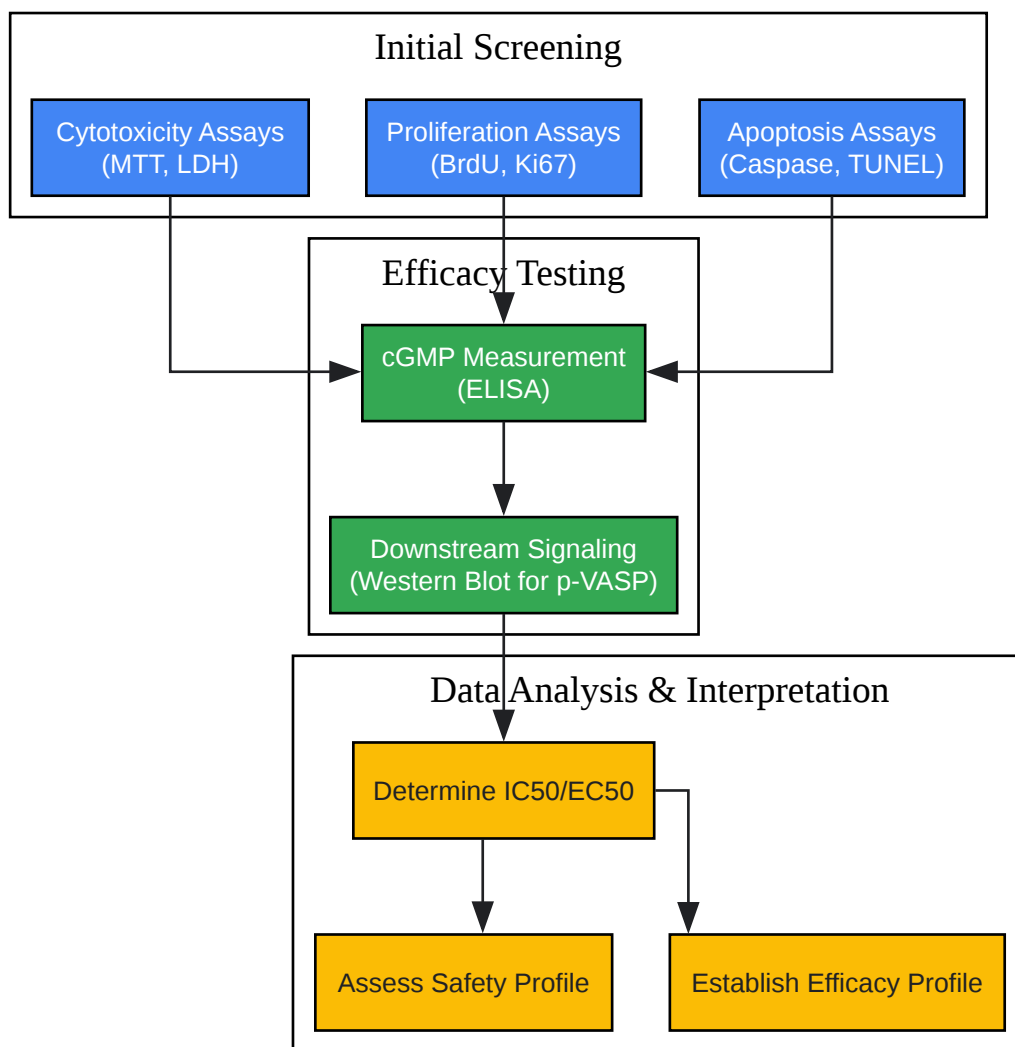 Initial Screening
Cytotoxicity Assays
(MTT, LDH)
Proliferation Assays
(BrdU, Ki67)
Apoptosis Assays
(Caspase, TUNEL)
Efficacy Testing
cGMP Measurement
(ELISA)
Downstream Signaling
(Western Blot for p-VASP)
Data Analysis & Interpretation
Determine IC50/EC50
Assess Safety Profile
Establish Efficacy Profile